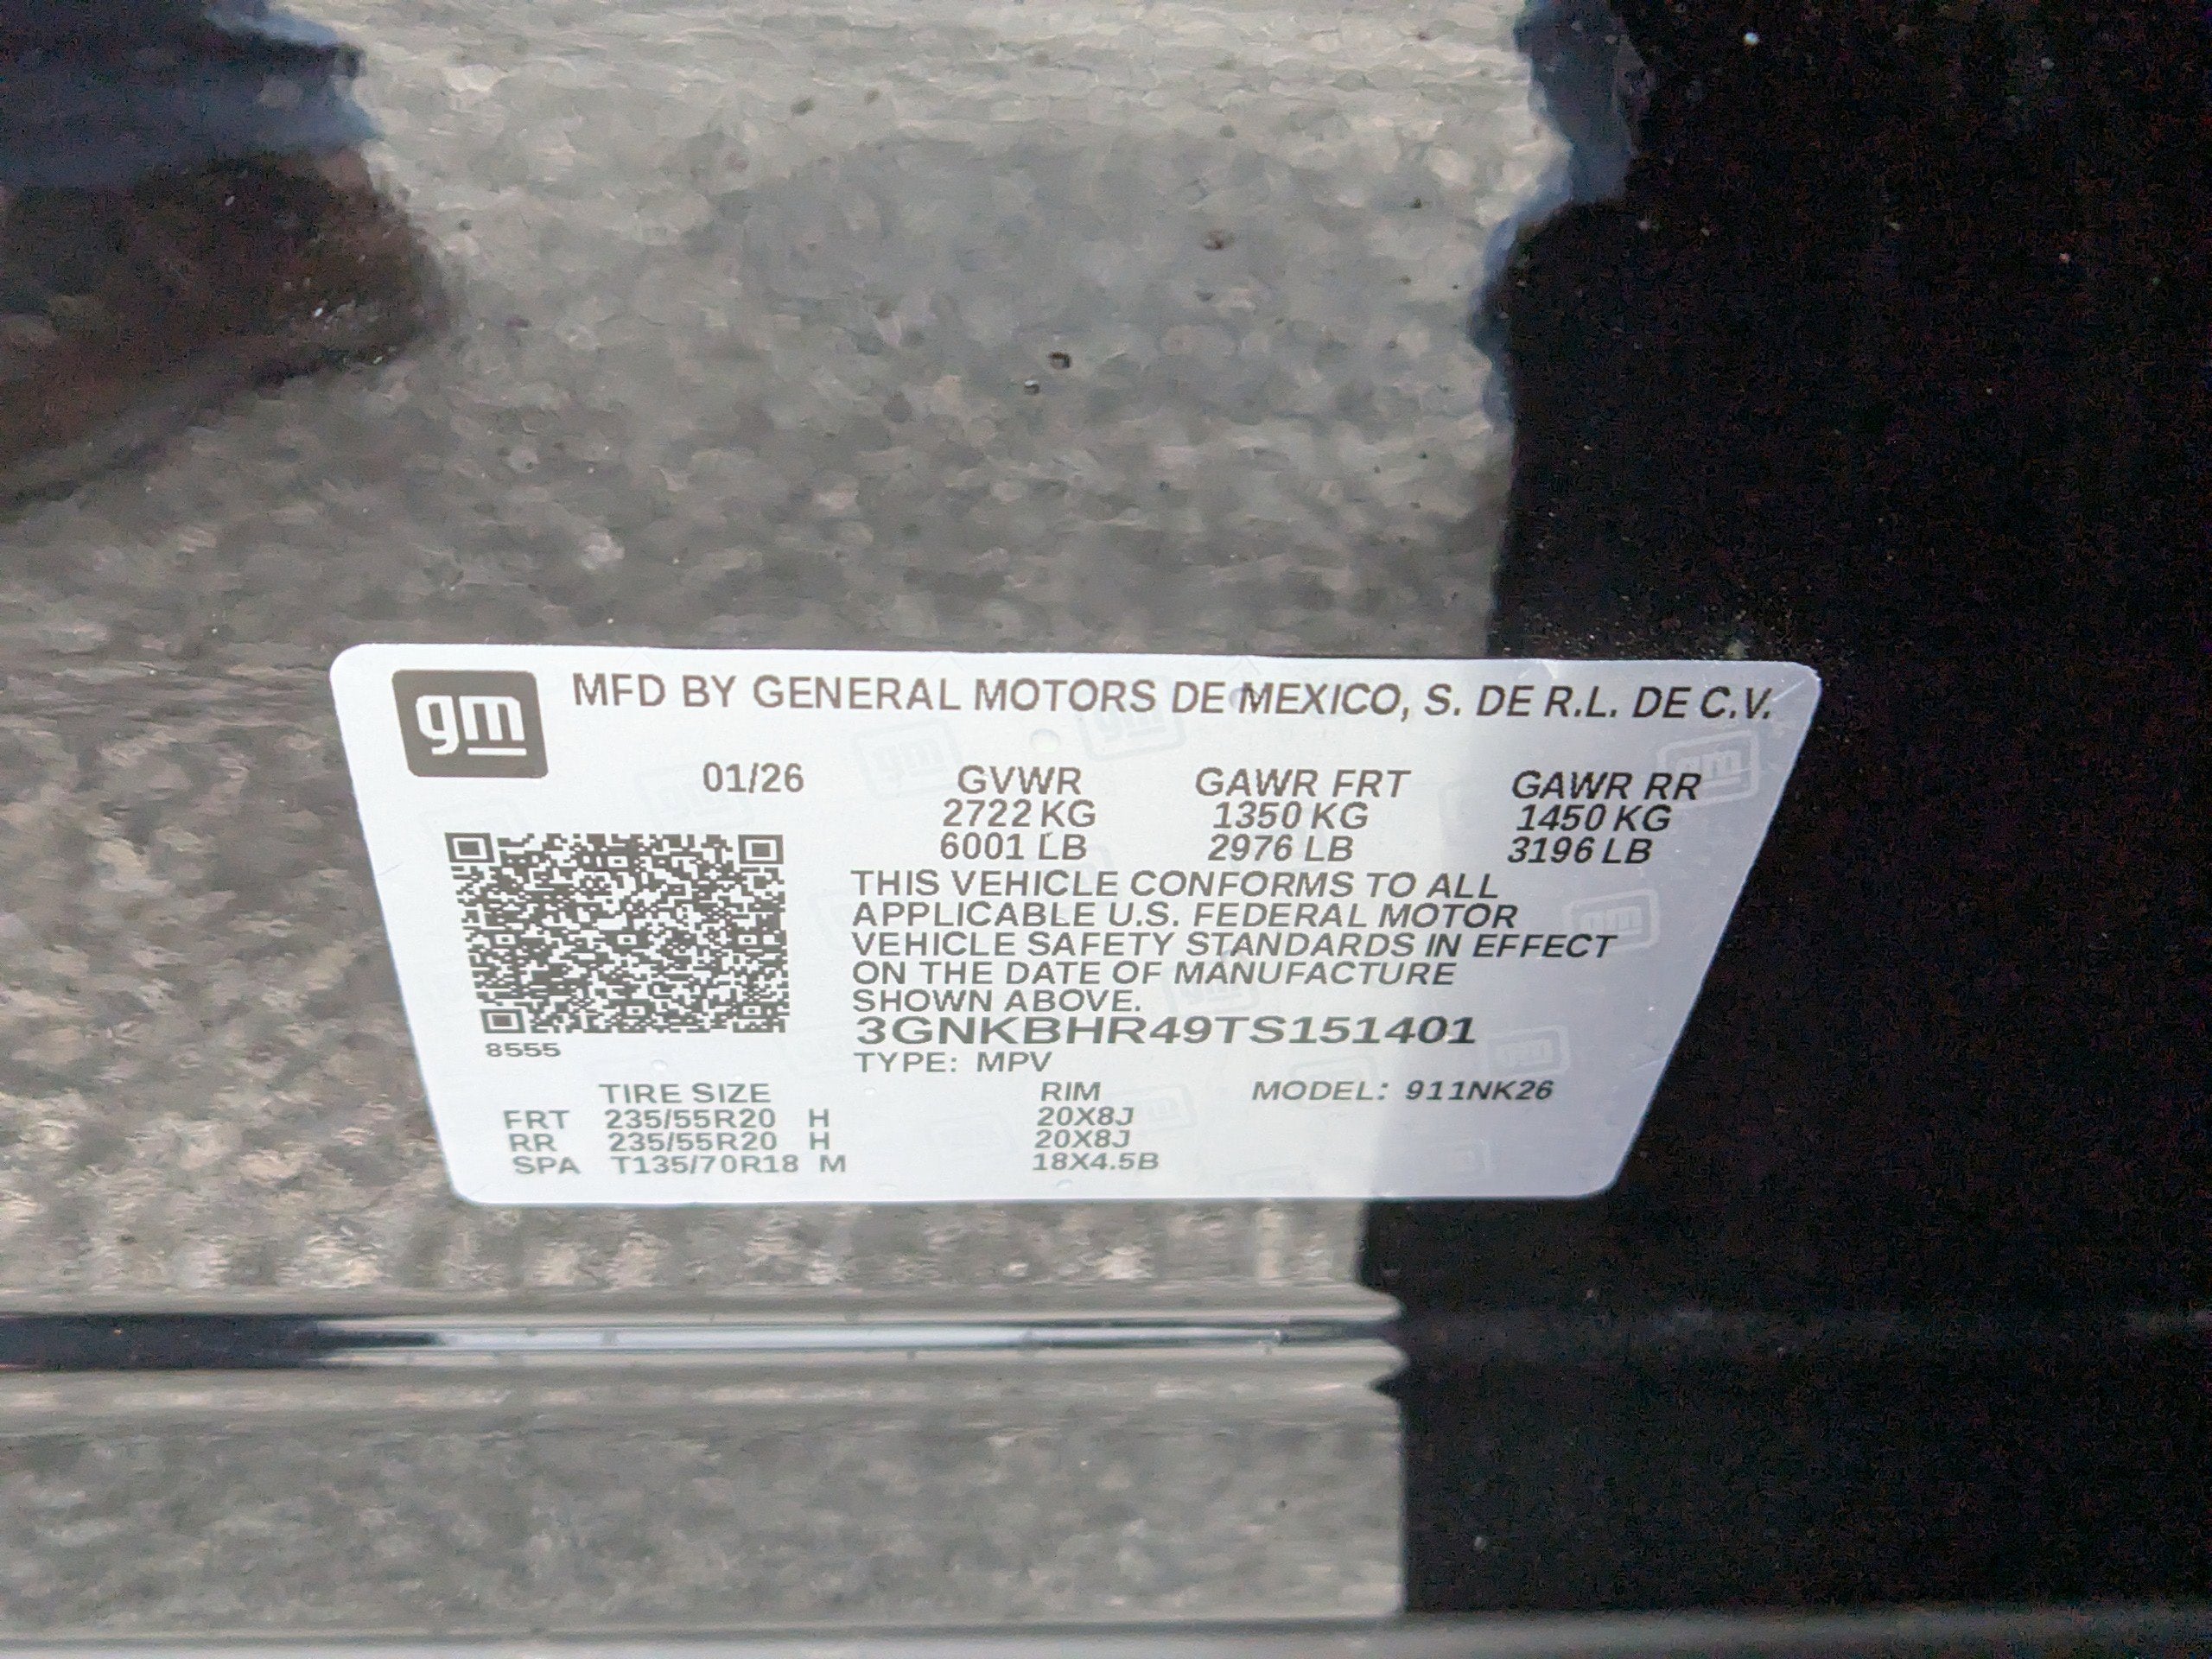 gm MFD BY GENERAL MOTORS DE MEXICO, S. DE R.L. DE C.V.
01/26 GVWR GAWR FRT GAWR RR
2722 KG 1350 KG 1450 KG
6001 LB 2976 LB 3196 LB
THIS VEHICLE CONFORMS TO ALL
APPLICABLE U.S. FEDERAL MOTOR
VEHICLE SAFETY STANDARDS IN EFFECT
ON THE DATE OF MANUFACTURE
SHOWN ABOVE.
3GNKBHR49TS151401
8555
TYPE: MPV
TIRE SIZE RIM MODEL: 911NK26
FRT 235/55R20 H 20X8J
RR 235/55R20 H 20X8J
SPA T135/70R18 M 18X4.5B